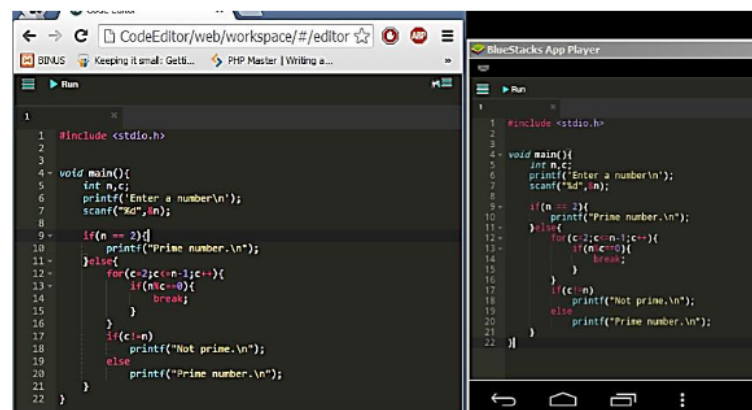 CodeEditor/web/workspace/#/editor
ABP
BINUS Keeping it small: Getti... PHP Master | Writing a... »
Run
1 ×
1 #include <stdio.h>
2
3
4 void main(){
5 int n,c;
6 printf('Enter a number\n');
7 scanf("%d",&n);
8
9 if(n == 2){
10 printf("Prime number.\n");
11 }else{
12 for(c=2;c<=n-1;c++){
13 if(n%c==0){
14 break;
15 }
16 }
17 if(c!=n)
18 printf("Not prime.\n");
19 else
20 printf("Prime number.\n");
21 }
22 }
BlueStacks App Player
Run
1 ×
1 #include <stdio.h>
2
3
4 void main(){
5 int n,c;
6 printf('Enter a number\n');
7 scanf("%d",&n);
8
9 if(n == 2){
10 printf("Prime number.\n");
11 }else{
12 for(c=2;c<=n-1;c++){
13 if(n%c==0){
14 break;
15 }
16 }
17 if(c!=n)
18 printf("Not prime.\n");
19 else
20 printf("Prime number.\n");
21 }
22 }